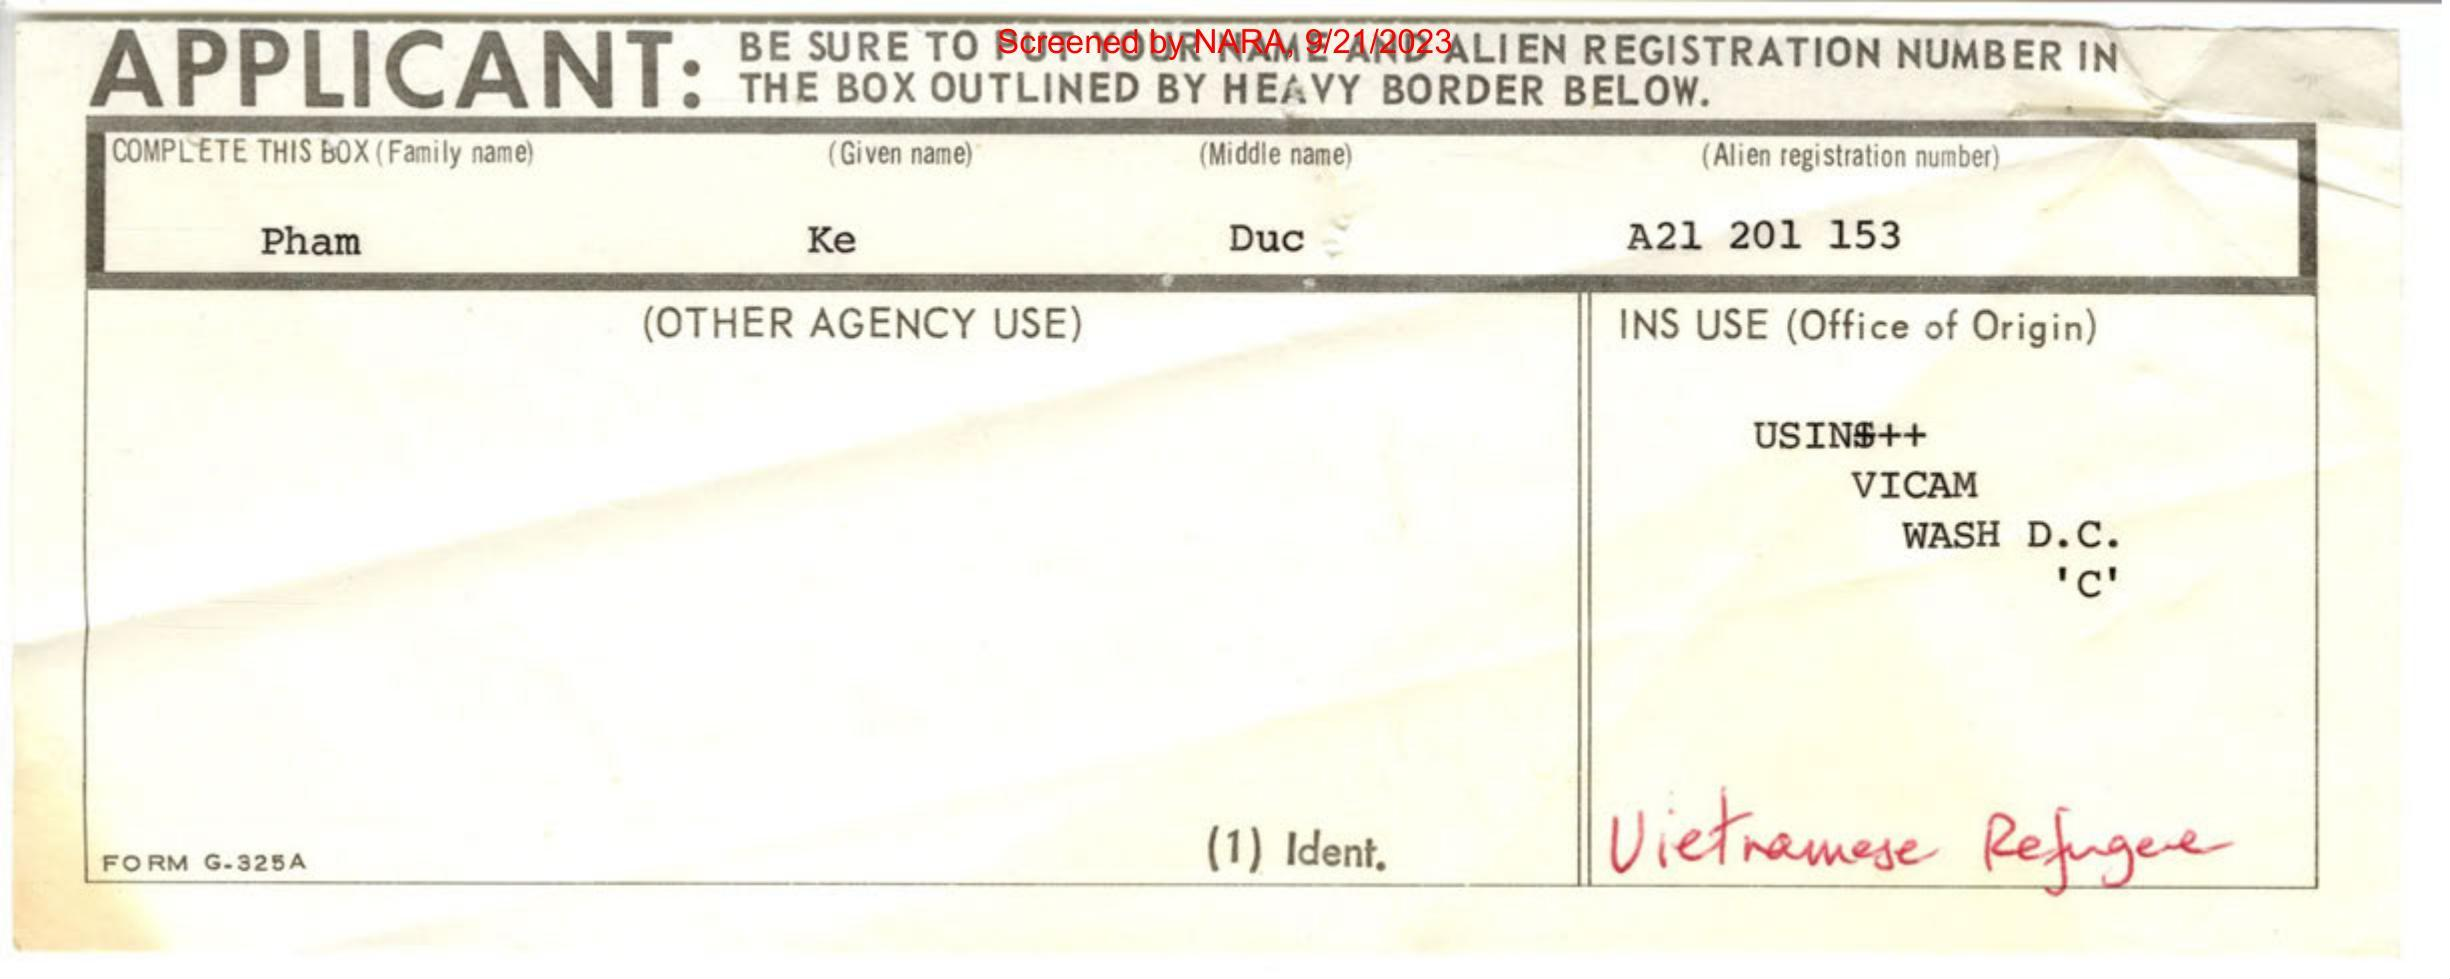 Screened by NARA, 9/21/2023
APPLICANT: BE SURE TO PUT YOUR NAME AND ALIEN REGISTRATION NUMBER IN
THE BOX OUTLINED BY HEAVY BORDER BELOW.
COMPLETE THIS BOX (Family name) (Given name) (Middle name) (Alien registration number)
Pham Ke Duc A21 201 153
(OTHER AGENCY USE) INS USE (Office of Origin)
USINS++
VICAM
WASH D.C.
'C'
(1) Ident. Vietnamese Refugee
FORM G-325A